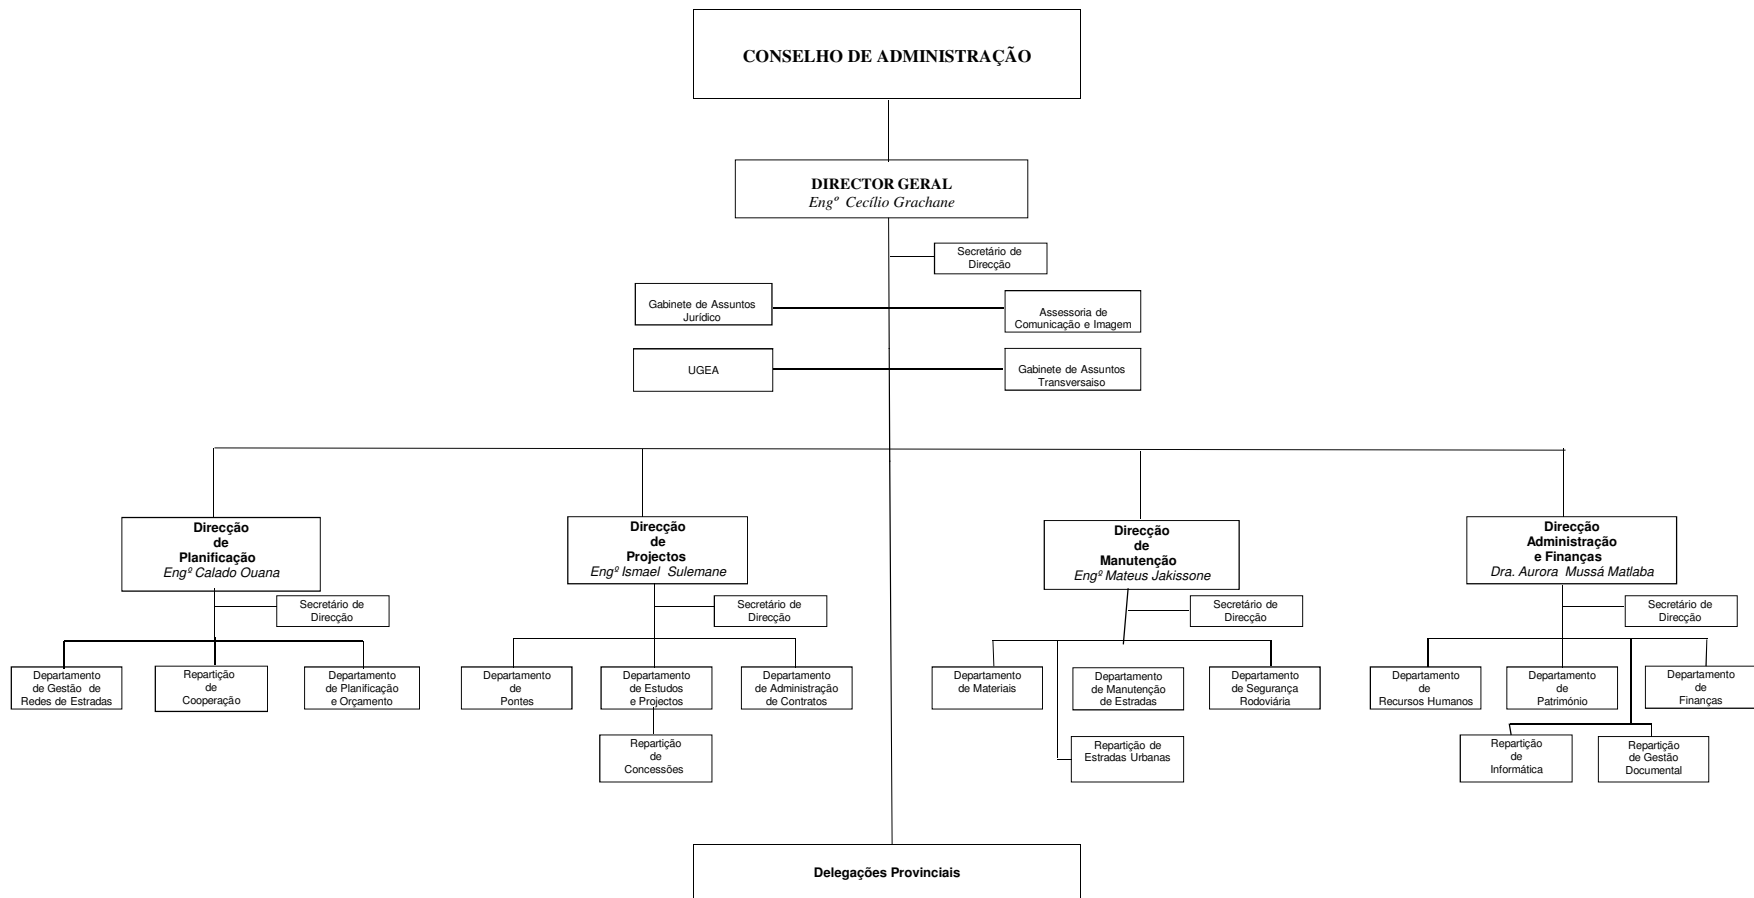 CONSELHO DE ADMINISTRAÇÃO
DIRECTOR GERAL
Engº Cecílio Grachane
Secretário de
Direcção
Gabinete de Assuntos
Jurídico
Assessoria de
Comunicação e Imagem
UGEA
Gabinete de Assuntos
Transversaiso
Direcção
de
Planificação
Engº Calado Ouana
Direcção
de
Projectos
Engº Ismael Sulemane
Direcção
de
Manutenção
Engº Mateus Jakissone
Direcção
Administração
e Finanças
Dra. Aurora Mussá Matlaba
Secretário de
Direcção
Secretário de
Direcção
Secretário de
Direcção
Secretário de
Direcção
Departamento
de Gestão de
Redes de Estradas
Repartição
de
Cooperação
Departamento
de Planificação
e Orçamento
Departamento
de
Pontes
Departamento
de Estudos
e Projectos
Departamento
de Administração
de Contratos
Departamento
de Materiais
Departamento
de Manutenção
de Estradas
Departamento
de Segurança
Rodoviária
Departamento
de
Recursos Humanos
Departamento
de
Património
Departamento
de
Finanças
Repartição
de
Concessões
Repartição de
Estradas Urbanas
Repartição
de
Informática
Repartição
de Gestão
Documental
Delegações Provinciais